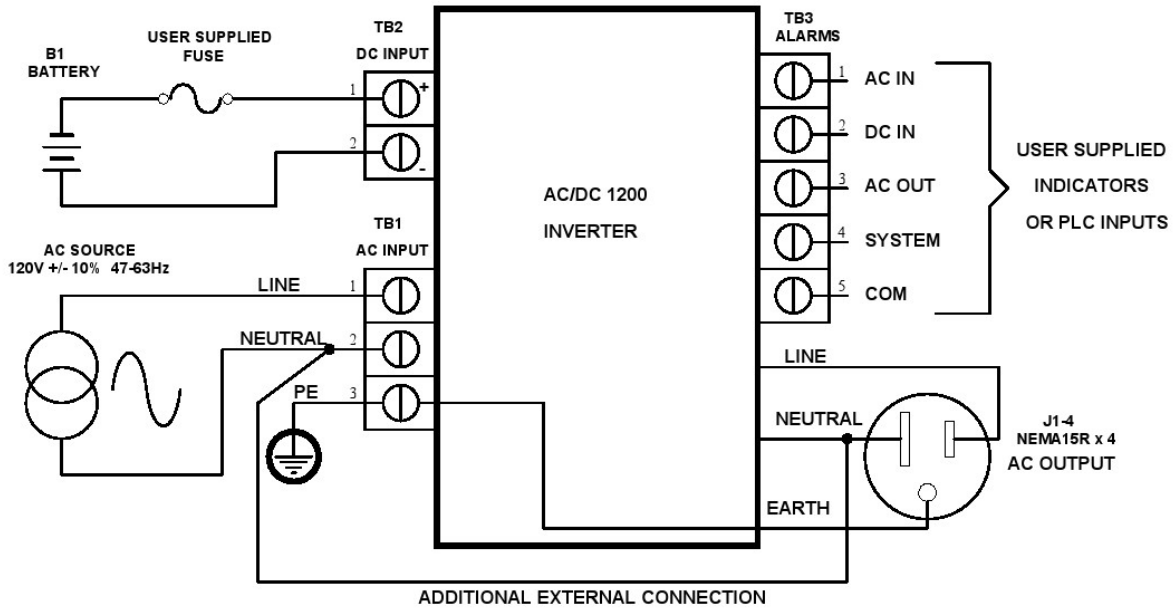 B1
BATTERY
USER SUPPLIED
FUSE
TB2
DC INPUT
1
+
2
-
AC SOURCE
120V +/- 10% 47-63Hz
TB1
AC INPUT
LINE
1
NEUTRAL
2
PE
3
AC/DC 1200
INVERTER
TB3
ALARMS
1 AC IN
2 DC IN
3 AC OUT
4 SYSTEM
5 COM
USER SUPPLIED
INDICATORS
OR PLC INPUTS
LINE
NEUTRAL
EARTH
J1-4
NEMA15R x 4
AC OUTPUT
ADDITIONAL EXTERNAL CONNECTION